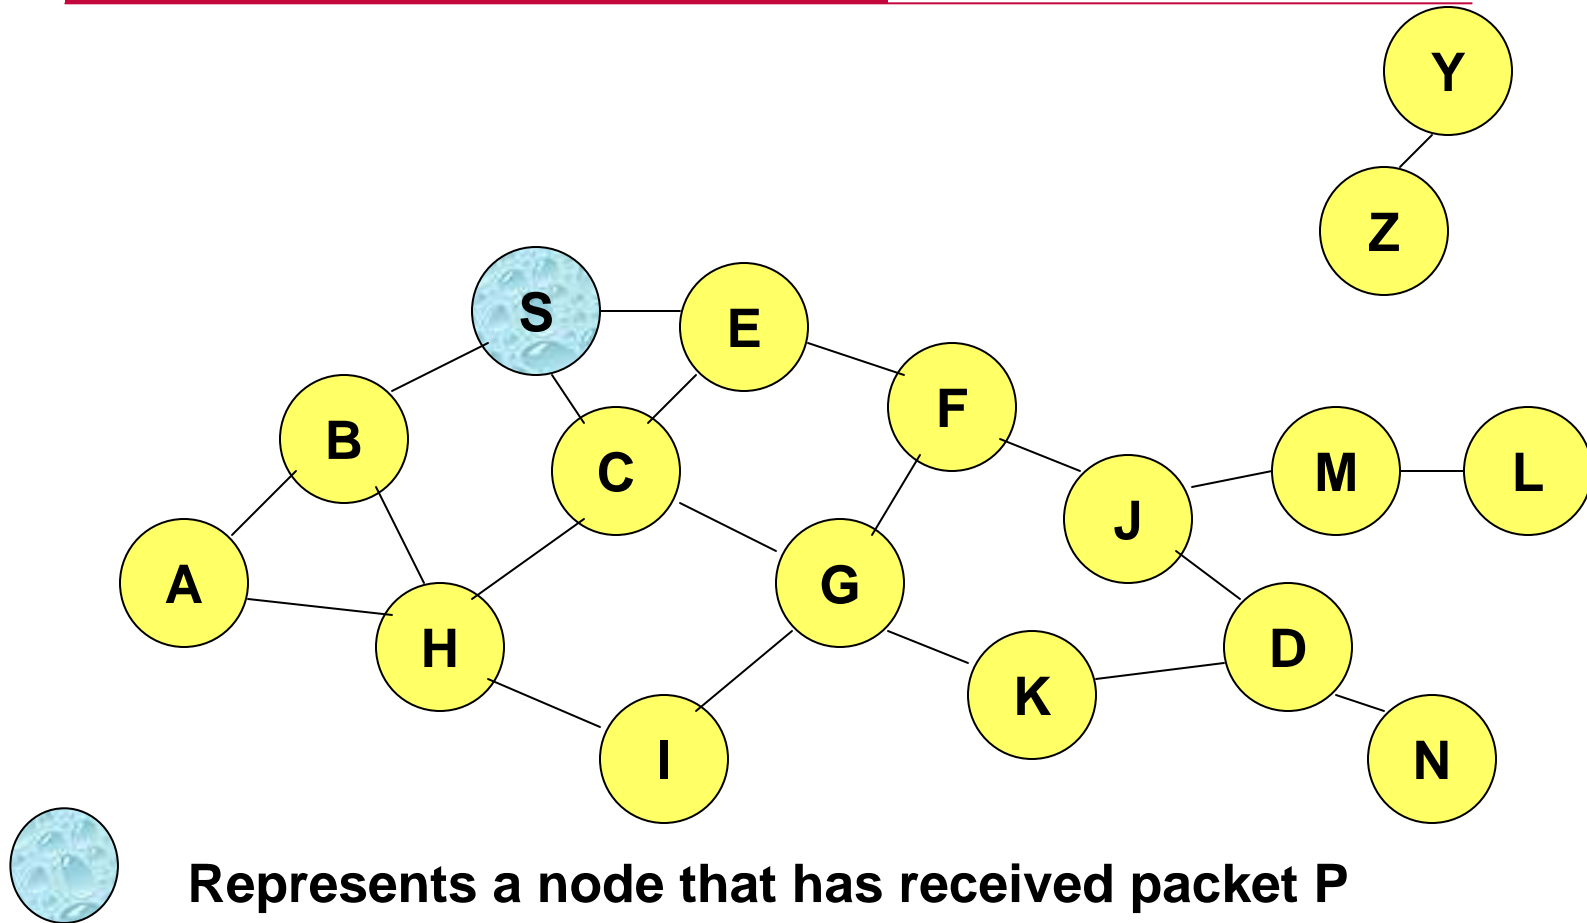 Y
Z
S
E
F
B
C
M
L
J
A
G
H
D
K
I
N
Represents a node that has received packet P